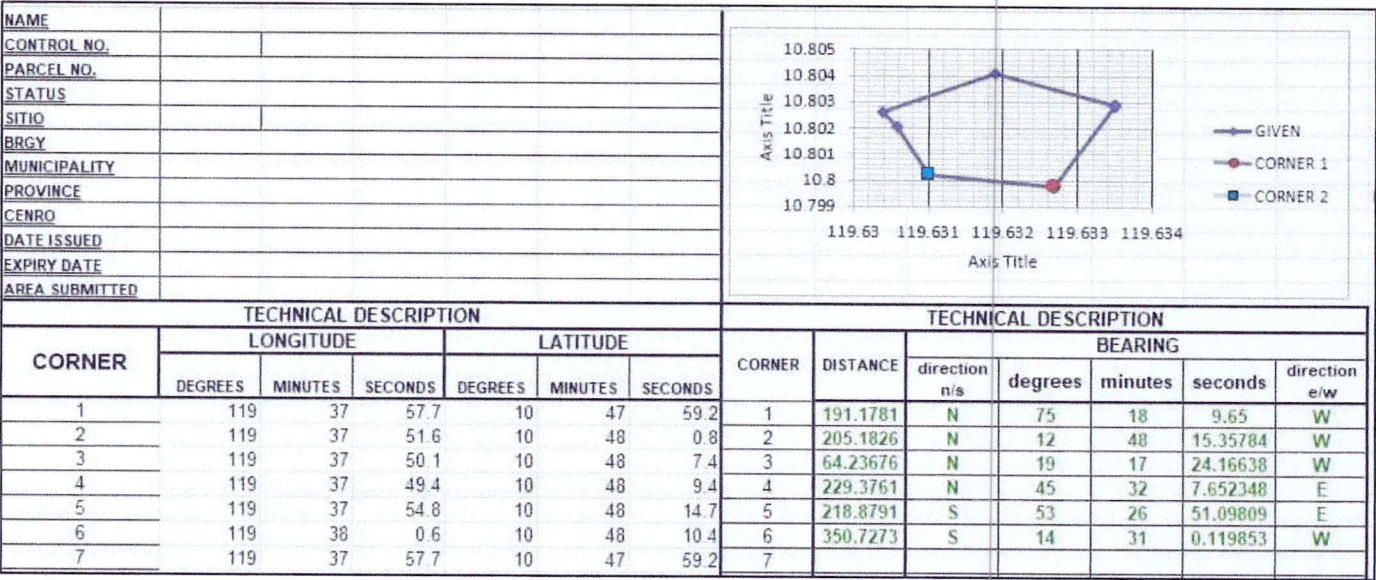 NAME
CONTROL NO.
PARCEL NO.
STATUS
SITIO
BRGY
MUNICIPALITY
PROVINCE
CENRO
DATE ISSUED
EXPIRY DATE
AREA SUBMITTED
Axis Title
10.805
10.804
10.803
10.802
10.801
10.8
10.799
119.63 119.631 119.632 119.633 119.634
Axis Title
GIVEN
CORNER 1
CORNER 2
TECHNICAL DESCRIPTION
CORNER LONGITUDE LATITUDE
DEGREES MINUTES SECONDS DEGREES MINUTES SECONDS
1 119 37 57.7 10 47 59.2
2 119 37 51.6 10 48 0.8
3 119 37 50.1 10 48 7.4
4 119 37 49.4 10 48 9.4
5 119 37 54.8 10 48 14.7
6 119 38 0.6 10 48 10.4
7 119 37 57.7 10 47 59.2
TECHNICAL DESCRIPTION
CORNER DISTANCE BEARING
direction n/s degrees minutes seconds direction e/w
1 191.1781 N 75 18 9.65 W
2 205.1826 N 12 48 15.35784 W
3 64.23676 N 19 17 24.16638 W
4 229.3761 N 45 32 7.652348 E
5 218.8791 S 53 26 51.09809 E
6 350.7273 S 14 31 0.119853 W
7